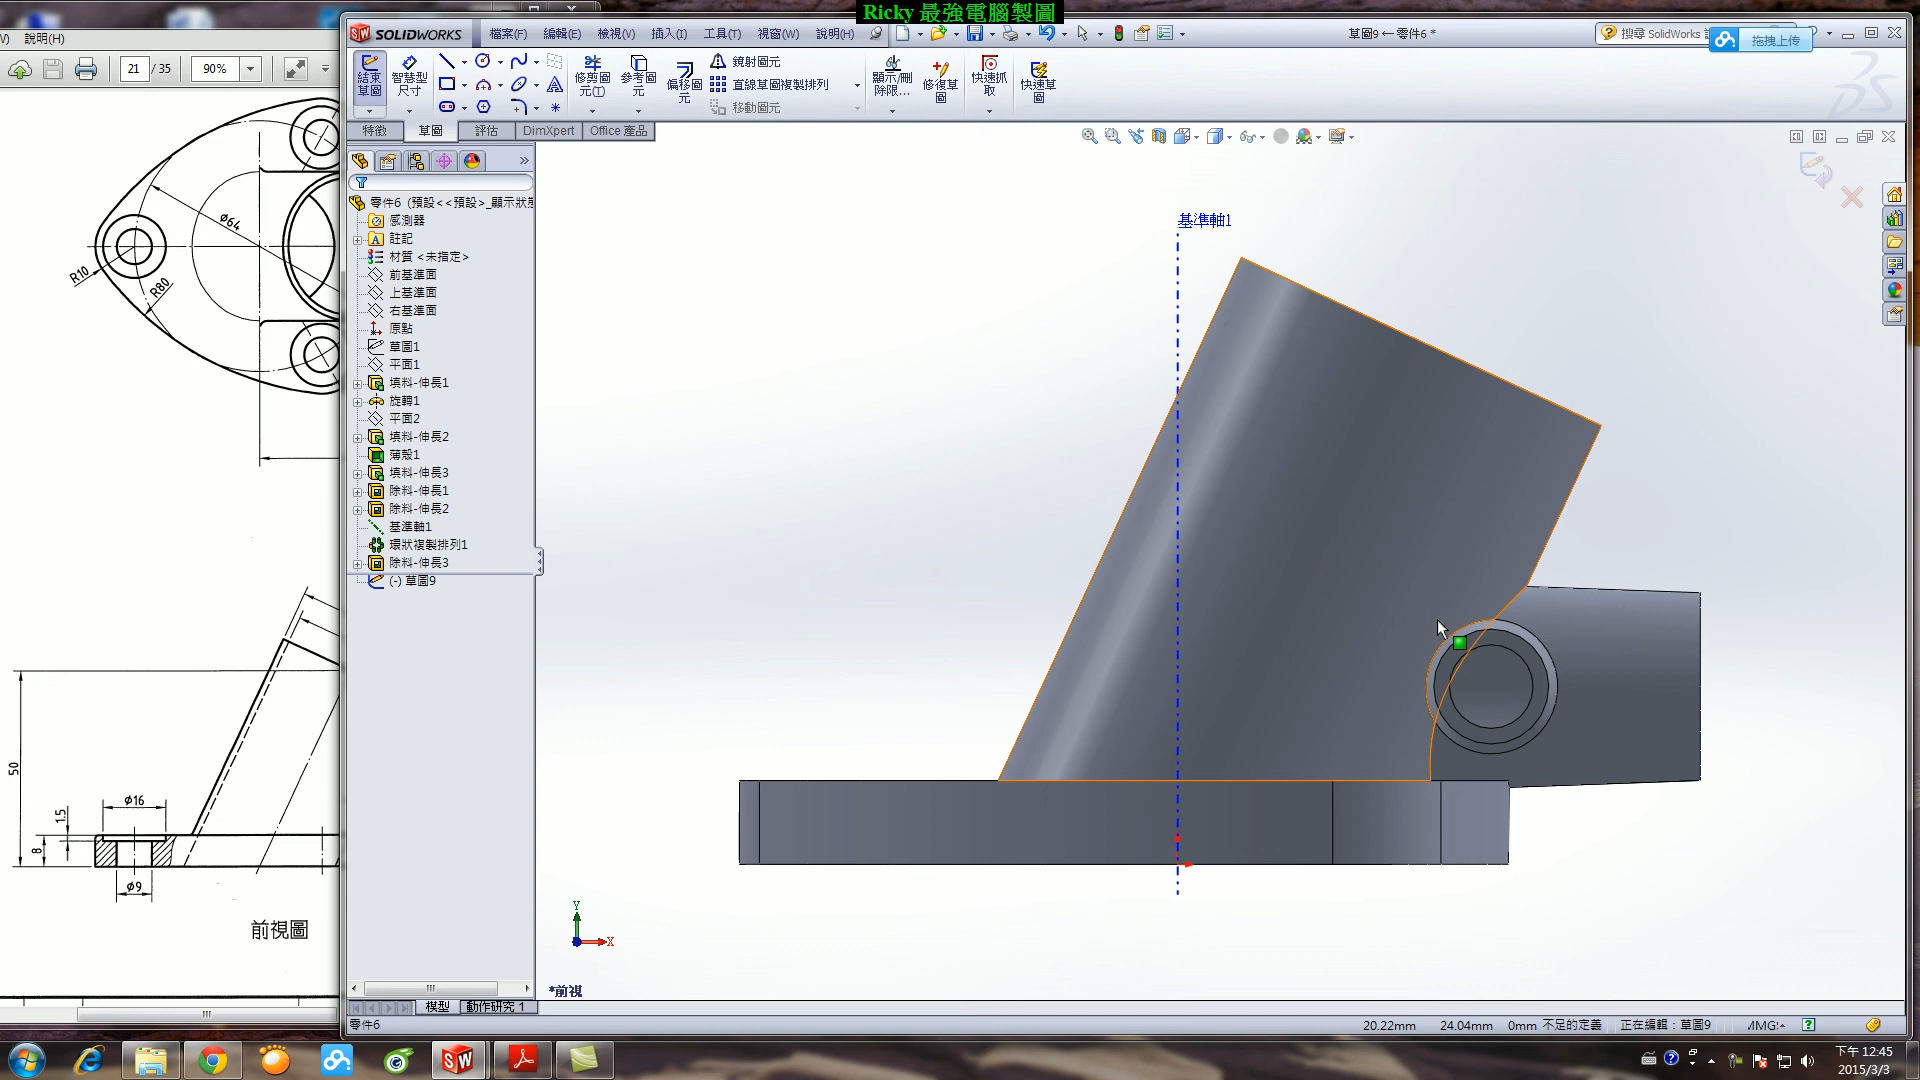 Ricky 最強電腦製圖
V) 說明(H)
21 / 35
90%
SOLIDWORKS
檔案(F) 編輯(E) 檢視(V) 插入(I) 工具(T) 視窗(W) 說明(H)
草圖9 ← 零件6 *
搜尋 SolidWorks
拖拽上传
結束草圖
智慧型尺寸
修剪圖元(T)
參考圖元
偏移圖元
鏡射圖元
直線草圖複製排列
移動圖元
顯示/刪除限...
修復草圖
快速抓取
快速草圖
特徵 草圖 評估 DimXpert Office 產品
零件6 (預設<<預設>_顯示狀態
感測器
註記
材質 <未指定>
前基準面
上基準面
右基準面
原點
草圖1
平面1
填料-伸長1
旋轉1
平面2
填料-伸長2
薄殼1
填料-伸長3
除料-伸長1
除料-伸長2
基準軸1
環狀複製排列1
除料-伸長3
(-) 草圖9
基準軸1
φ64
R10
R80
50
φ16
1.5
8
φ9
前視圖
Y
X
*前視
模型 動作研究 1
零件6
20.22mm 24.04mm 0mm 不足的定義 正在編輯：草圖9
下午 12:45
2015/3/3